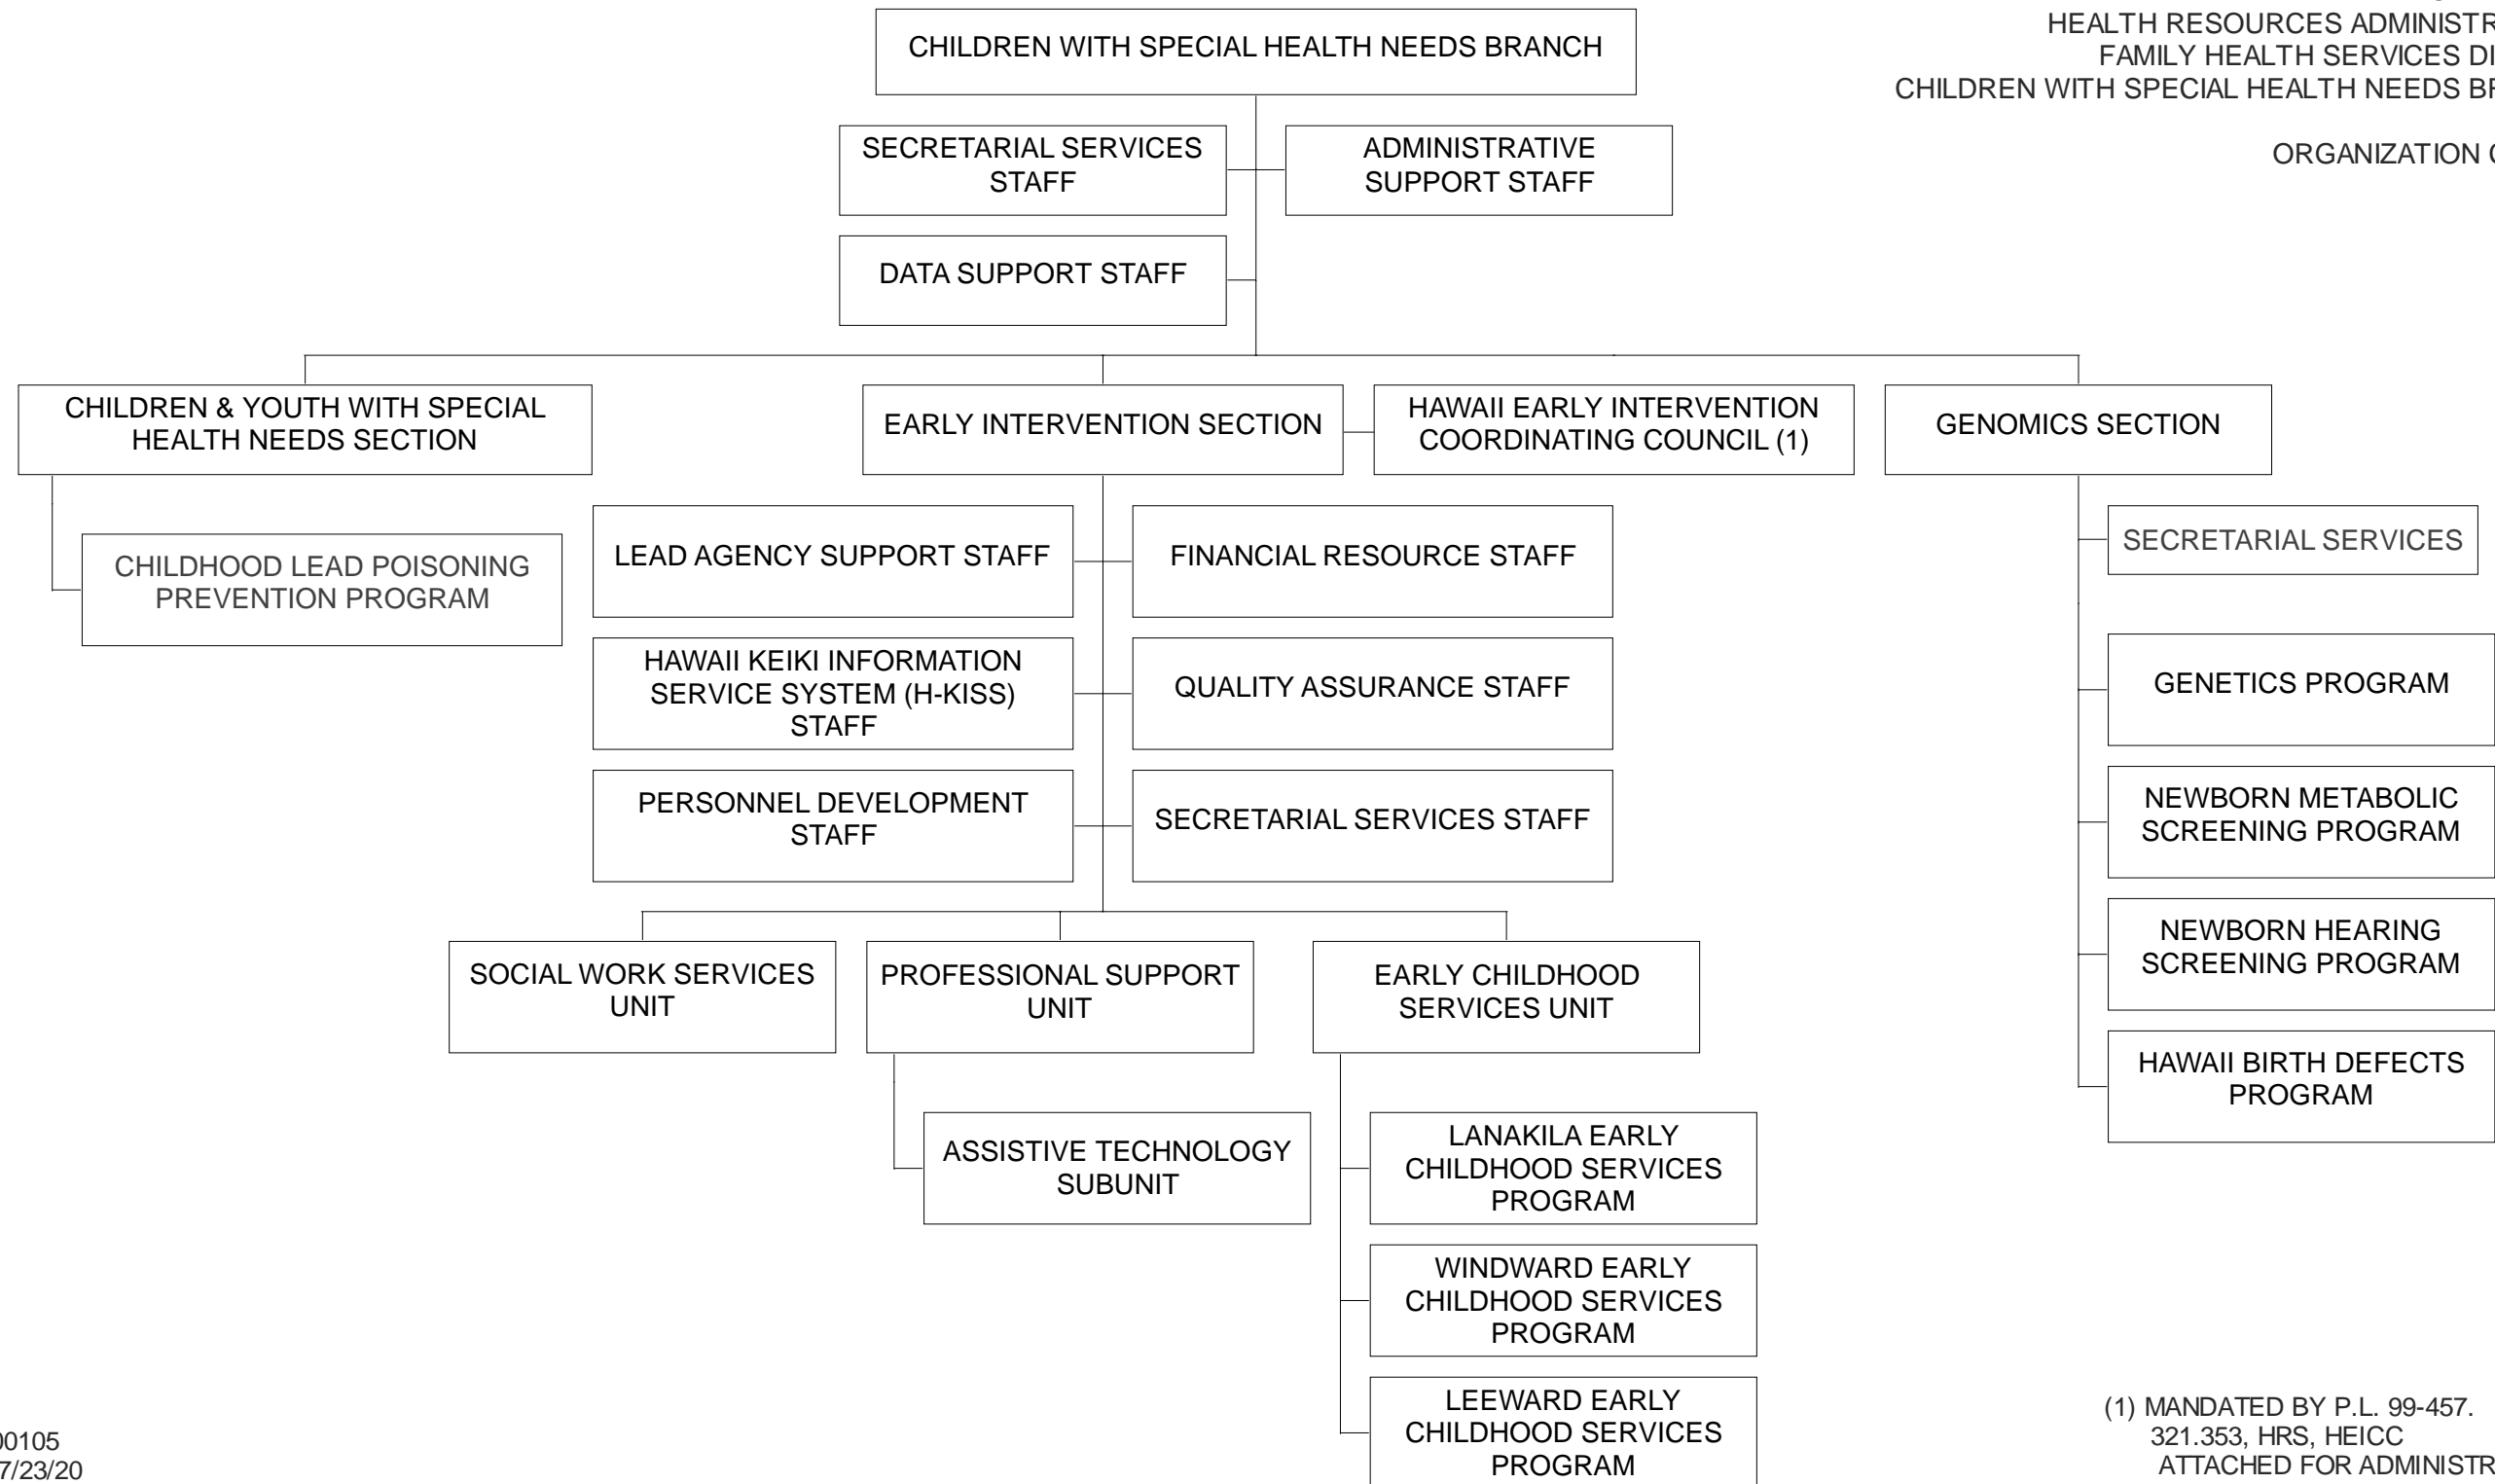 HEALTH RESOURCES
FAMILY HEALTH SERVICES
CHILDREN WITH SPECIAL HEALTH NEEDS
ORGANIZATION
CHILDREN WITH SPECIAL HEALTH NEEDS BRANCH
SECRETARIAL SERVICES
STAFF
ADMINISTRATIVE
SUPPORT STAFF
DATA SUPPORT STAFF
CHILDREN & YOUTH WITH SPECIAL
HEALTH NEEDS SECTION
EARLY INTERVENTION SECTION
HAWAII EARLY INTERVENTION
COORDINATING COUNCIL (1)
GENOMICS SECTION
CHILDHOOD LEAD POISONING
PREVENTION PROGRAM
LEAD AGENCY SUPPORT STAFF
FINANCIAL RESOURCE STAFF
HAWAII KEIKI INFORMATION
SERVICE SYSTEM (H-KISS)
STAFF
QUALITY ASSURANCE STAFF
PERSONNEL DEVELOPMENT
STAFF
SECRETARIAL SERVICES STAFF
SECRETARIAL SERVICES
GENETICS PROGRAM
NEWBORN METABOLIC
SCREENING PROGRAM
NEWBORN HEARING
SCREENING PROGRAM
HAWAII BIRTH DEFECTS
PROGRAM
SOCIAL WORK SERVICES
UNIT
PROFESSIONAL SUPPORT
UNIT
EARLY CHILDHOOD
SERVICES UNIT
ASSISTIVE TECHNOLOGY
SUBUNIT
LANAKILA EARLY
CHILDHOOD SERVICES
PROGRAM
WINDWARD EARLY
CHILDHOOD SERVICES
PROGRAM
LEEWARD EARLY
CHILDHOOD SERVICES
PROGRAM
(1) MANDATED BY P.L. 99-457.
321.353, HRS, HEICC
ATTACHED FOR